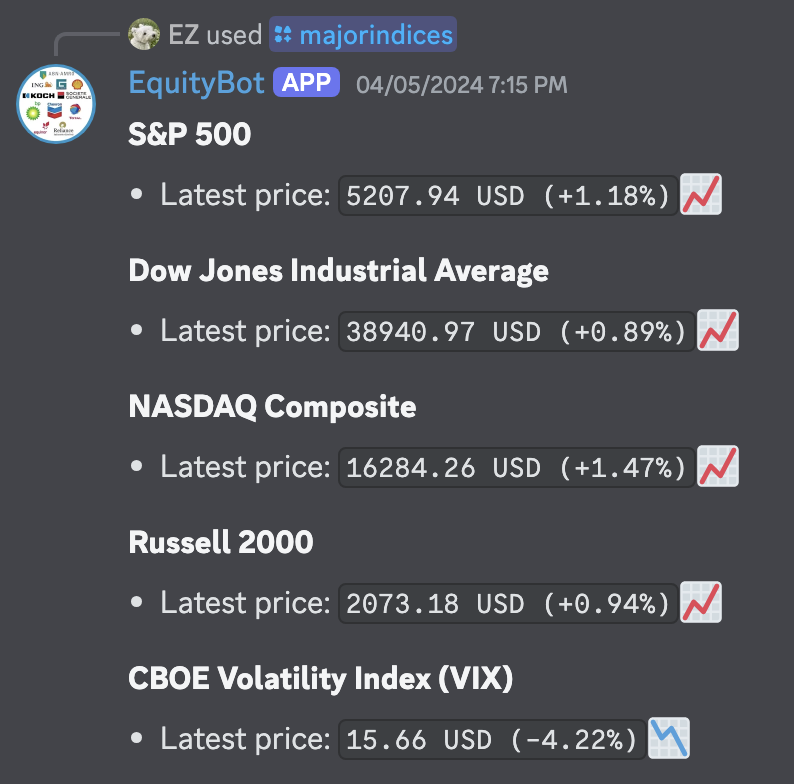 EZ used majorindices
EquityBot APP 04/05/2024 7:15 PM
S&P 500
• Latest price: 5207.94 USD (+1.18%)
Dow Jones Industrial Average
• Latest price: 38940.97 USD (+0.89%)
NASDAQ Composite
• Latest price: 16284.26 USD (+1.47%)
Russell 2000
• Latest price: 2073.18 USD (+0.94%)
CBOE Volatility Index (VIX)
• Latest price: 15.66 USD (-4.22%)